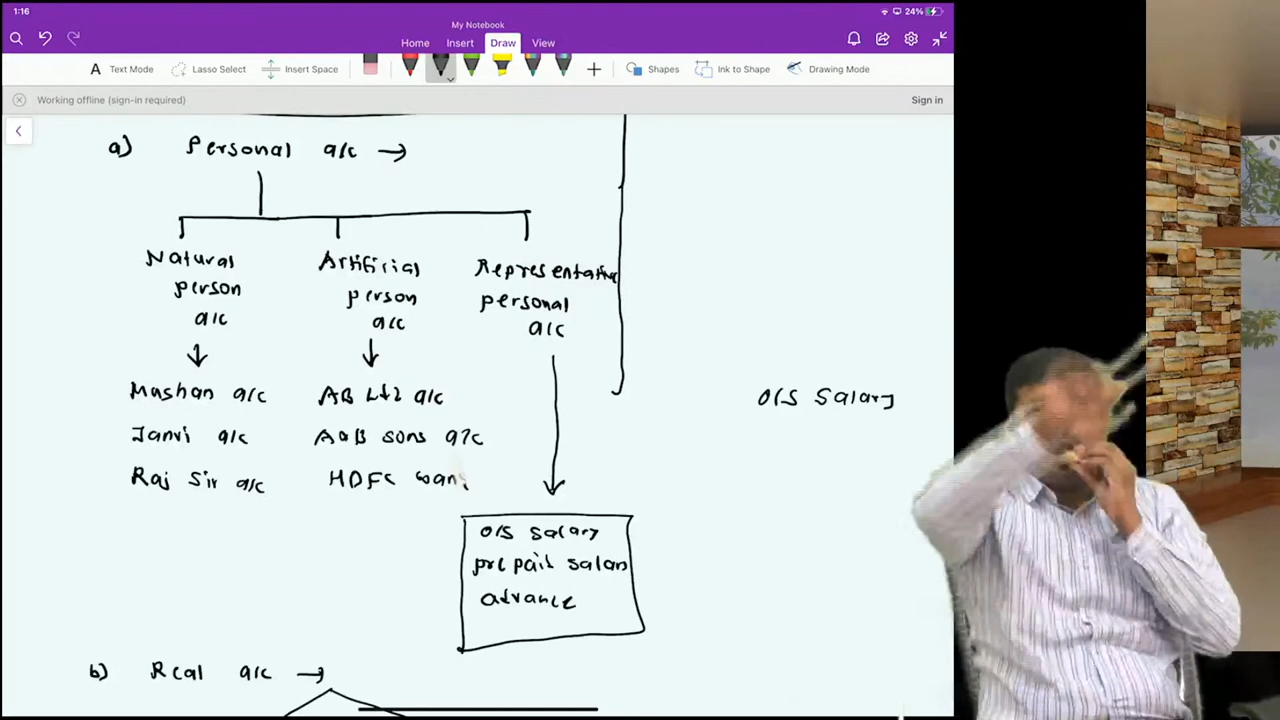 1:16
24%
My Notebook
Home Insert Draw View
Text Mode Lasso Select Insert Space Shapes Ink to Shape Drawing Mode
Working offline (sign-in required) Sign in
a) Personal a/c →
Natural person a/c
Artificial person a/c
Representative personal a/c
Mushan a/c
Janvi a/c
Raj Sir a/c
AB Ltd a/c
A&B sons a/c
HDFC
O/S Salary
O/S salary
prepaid salary
advance
b) Real a/c →